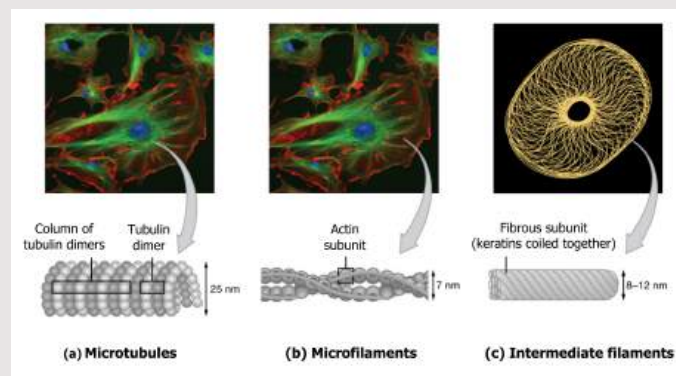 Column of
tubulin dimers
Tubulin
dimer
25 nm
(a) Microtubules
Actin
subunit
7 nm
(b) Microfilaments
Fibrous subunit
(keratins coiled together)
8–12 nm
(c) Intermediate filaments